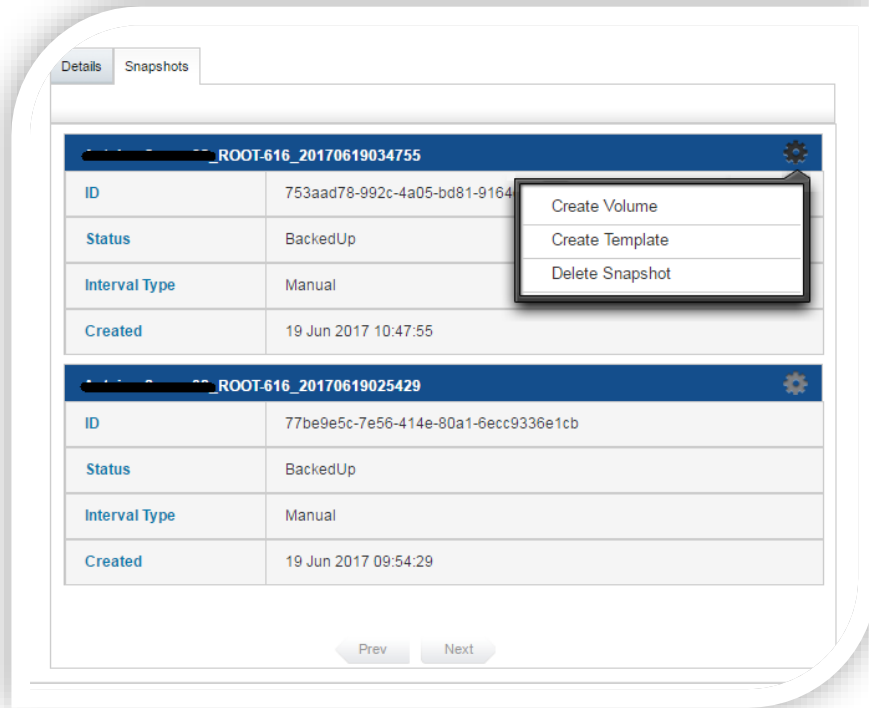 Details Snapshots
_ROOT-616_20170619034755
ID 753aad78-992c-4a05-bd81-9164
Create Volume
Status BackedUp
Create Template
Delete Snapshot
Interval Type Manual
Created 19 Jun 2017 10:47:55
_ROOT-616_20170619025429
ID 77be9e5c-7e56-414e-80a1-6ecc9336e1cb
Status BackedUp
Interval Type Manual
Created 19 Jun 2017 09:54:29
Prev Next